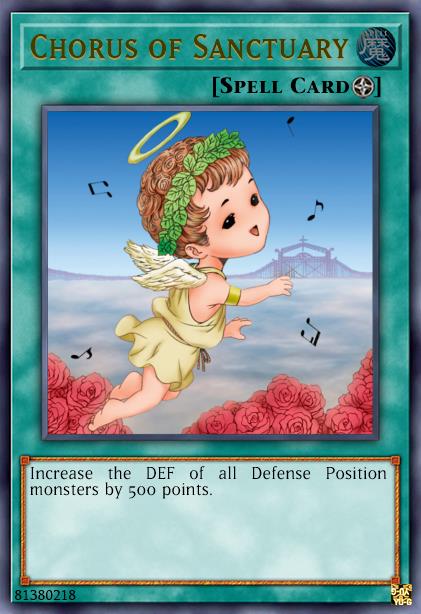 CHORUS OF SANCTUARY
魔
[SPELL CARD]
Increase the DEF of all Defense Position
monsters by 500 points.
81380218